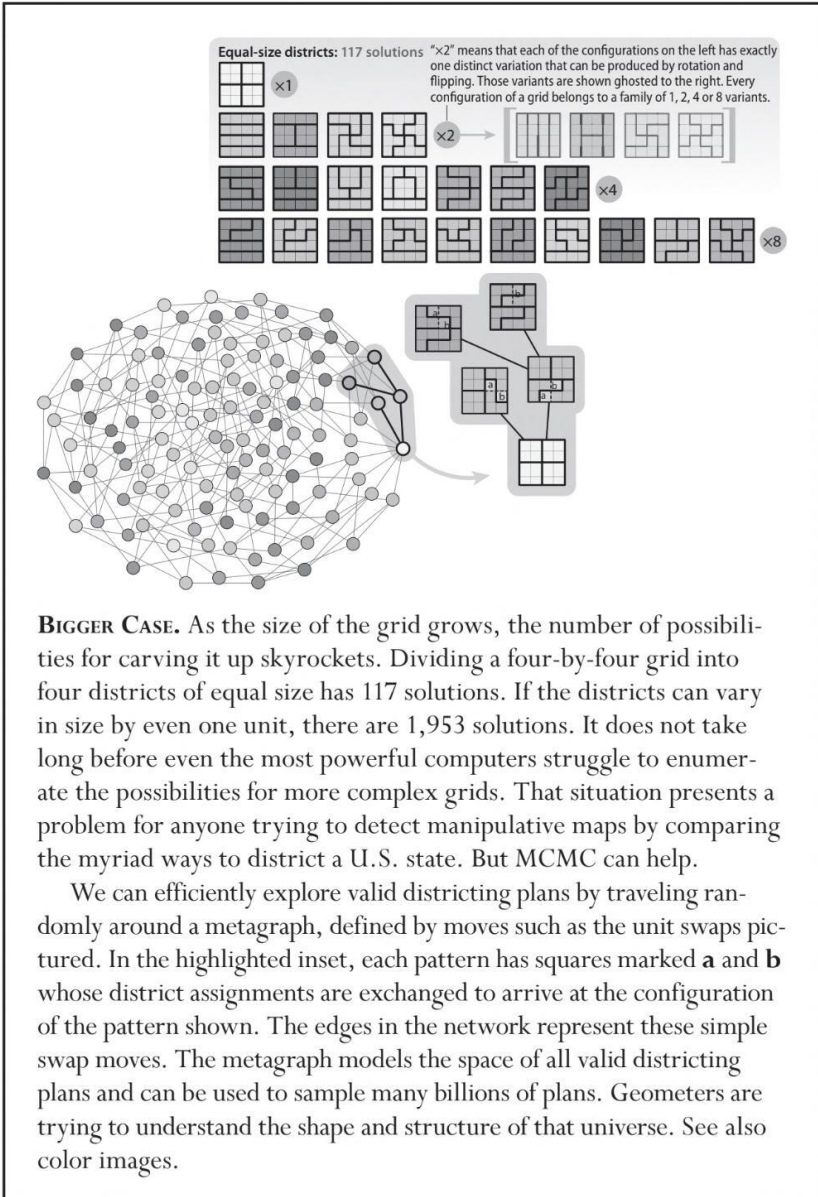 Equal-size districts: 117 solutions
"×2" means that each of the configurations on the left has exactly
one distinct variation that can be produced by rotation and
flipping. Those variants are shown ghosted to the right. Every
configuration of a grid belongs to a family of 1, 2, 4 or 8 variants.
×1
×2
×4
×8
b
a
b
a
b
a
b
BIGGER CASE. As the size of the grid grows, the number of possibili-
ties for carving it up skyrockets. Dividing a four-by-four grid into
four districts of equal size has 117 solutions. If the districts can vary
in size by even one unit, there are 1,953 solutions. It does not take
long before even the most powerful computers struggle to enumer-
ate the possibilities for more complex grids. That situation presents a
problem for anyone trying to detect manipulative maps by comparing
the myriad ways to district a U.S. state. But MCMC can help.
We can efficiently explore valid districting plans by traveling ran-
domly around a metagraph, defined by moves such as the unit swaps pic-
tured. In the highlighted inset, each pattern has squares marked a and b
whose district assignments are exchanged to arrive at the configuration
of the pattern shown. The edges in the network represent these simple
swap moves. The metagraph models the space of all valid districting
plans and can be used to sample many billions of plans. Geometers are
trying to understand the shape and structure of that universe. See also
color images.